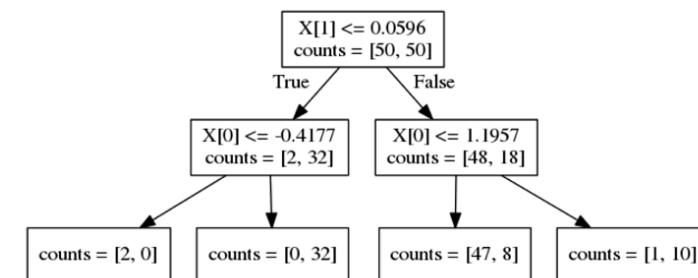 X[1] <= 0.0596
counts = [50, 50]
True
False
X[0] <= -0.4177
counts = [2, 32]
X[0] <= 1.1957
counts = [48, 18]
counts = [2, 0]
counts = [0, 32]
counts = [47, 8]
counts = [1, 10]